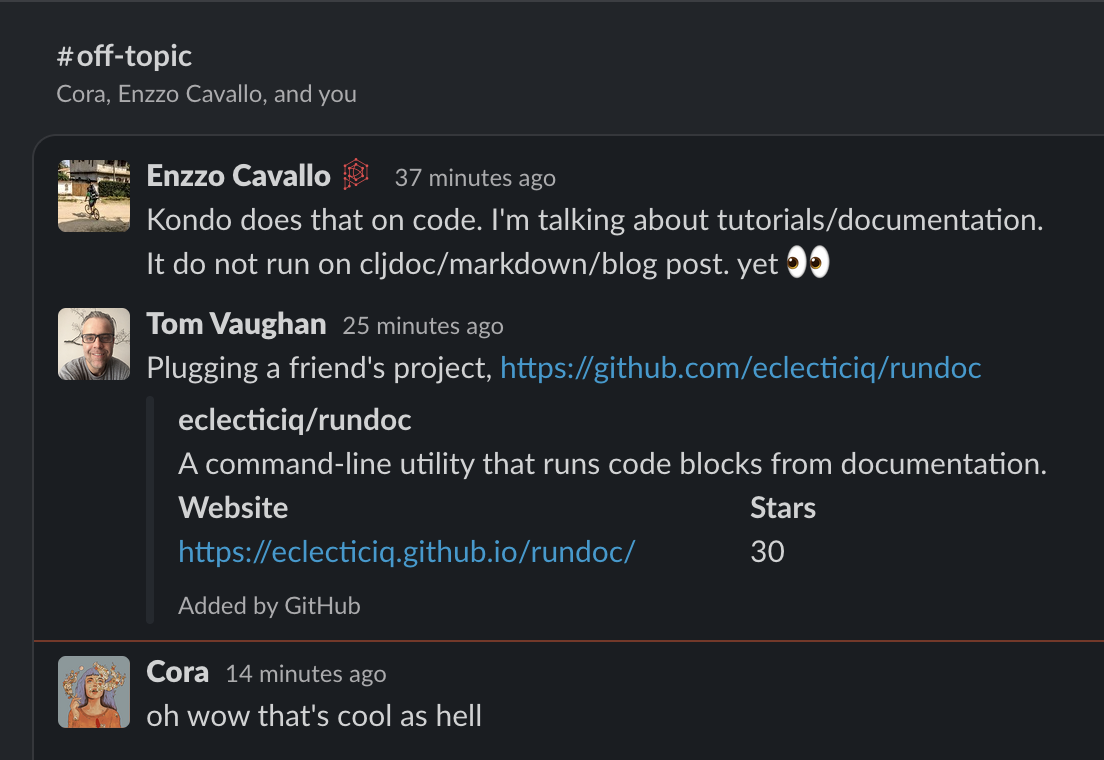 #off-topic
Cora, Enzzo Cavallo, and you
Enzzo Cavallo 37 minutes ago
Kondo does that on code. I'm talking about tutorials/documentation.
It do not run on cljdoc/markdown/blog post. yet 👀
Tom Vaughan 25 minutes ago
Plugging a friend's project, https://github.com/eclecticiq/rundoc
eclecticiq/rundoc
A command-line utility that runs code blocks from documentation.
Website Stars
https://eclecticiq.github.io/rundoc/ 30
Added by GitHub
Cora 14 minutes ago
oh wow that's cool as hell